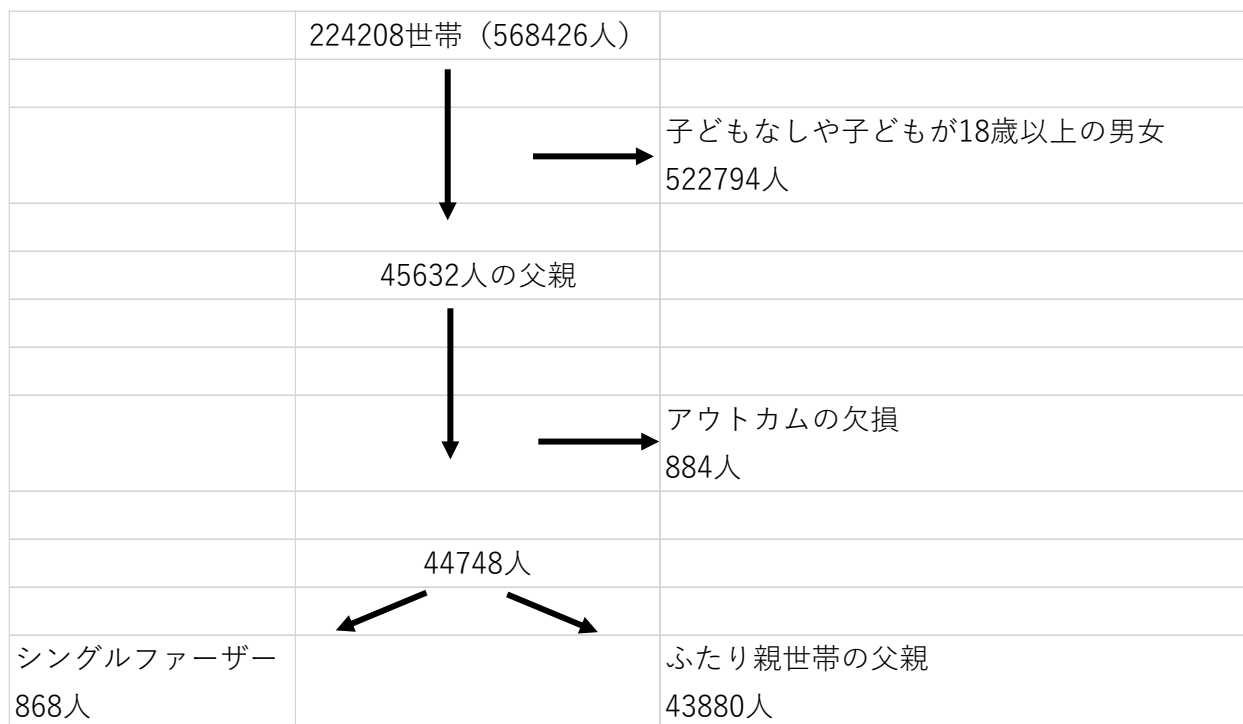 224208世帯（568426人）
子どもなしや子どもが18歳以上の男女
522794人
45632人の父親
アウトカムの欠損
884人
44748人
シングルファーザー
868人
ふたり親世帯の父親
43880人